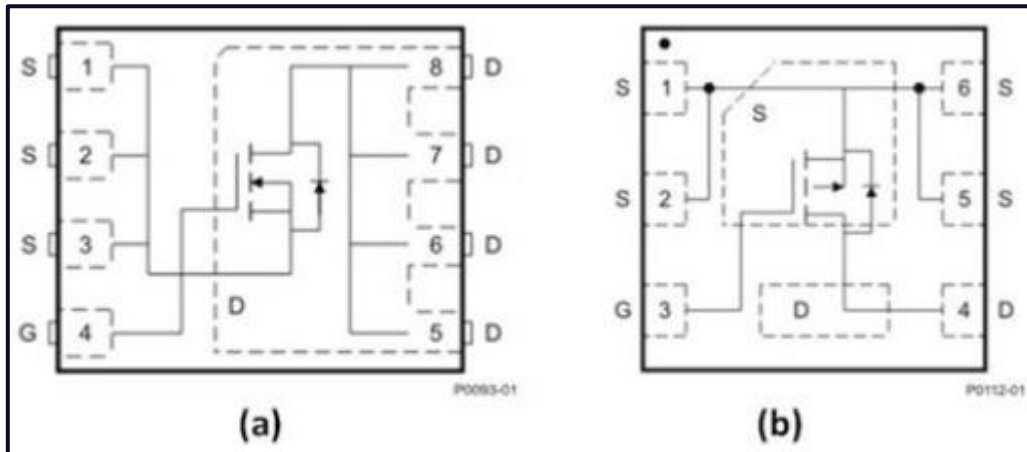 S 1 8 D
S 2 7 D
S 3 6 D
G 4 D 5 D
P0093-01
(a)
S 1 S 6 S
S 2 5 S
G 3 D 4 D
P0112-01
(b)